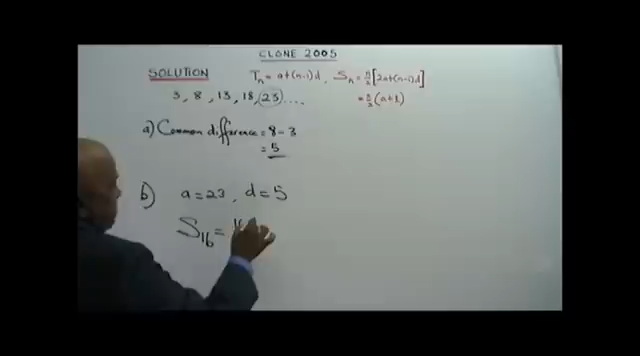 CLONE 2005
SOLUTION Tn = a+(n-1)d , Sn = n/2[2a+(n-1)d]
3, 8, 13, 18, 23 ....
= n/2(a+l)
a) Common difference = 8 - 3
= 5
b) a = 23 , d = 5
S16 = 16